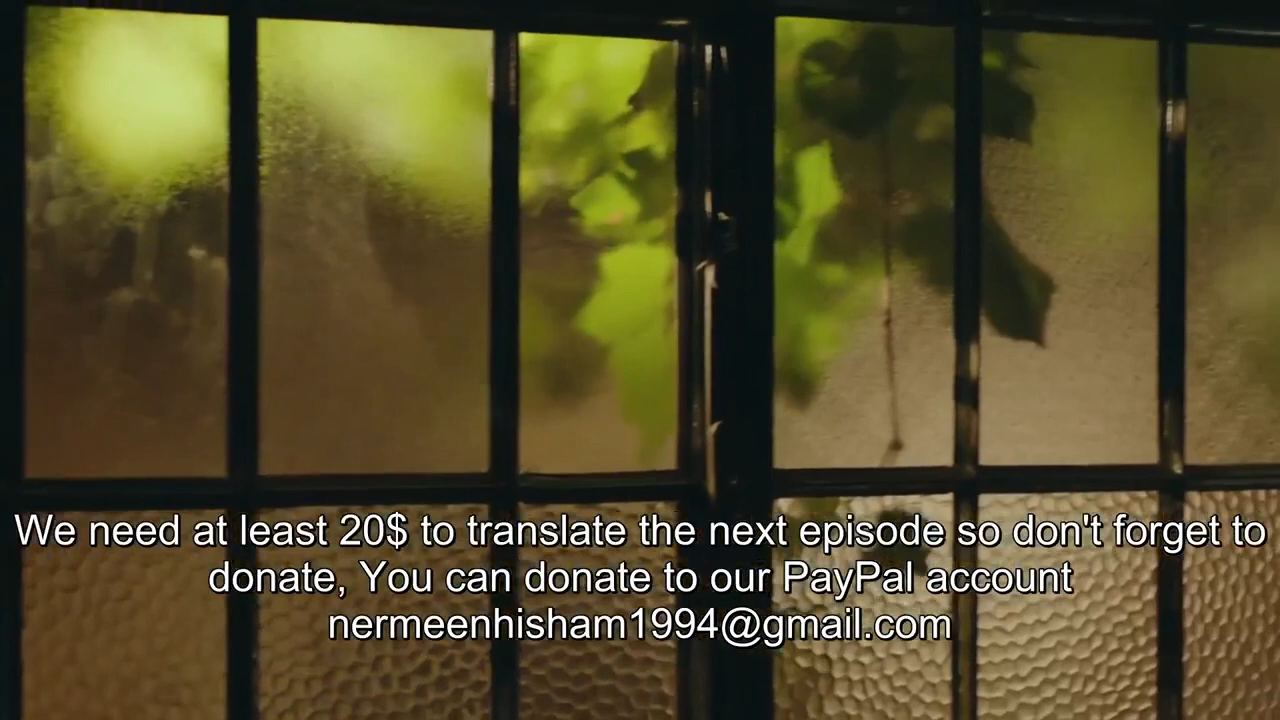 We need at least 20$ to translate the next episode so don't forget to
donate, You can donate to our PayPal account
nermeenhisham1994@gmail.com